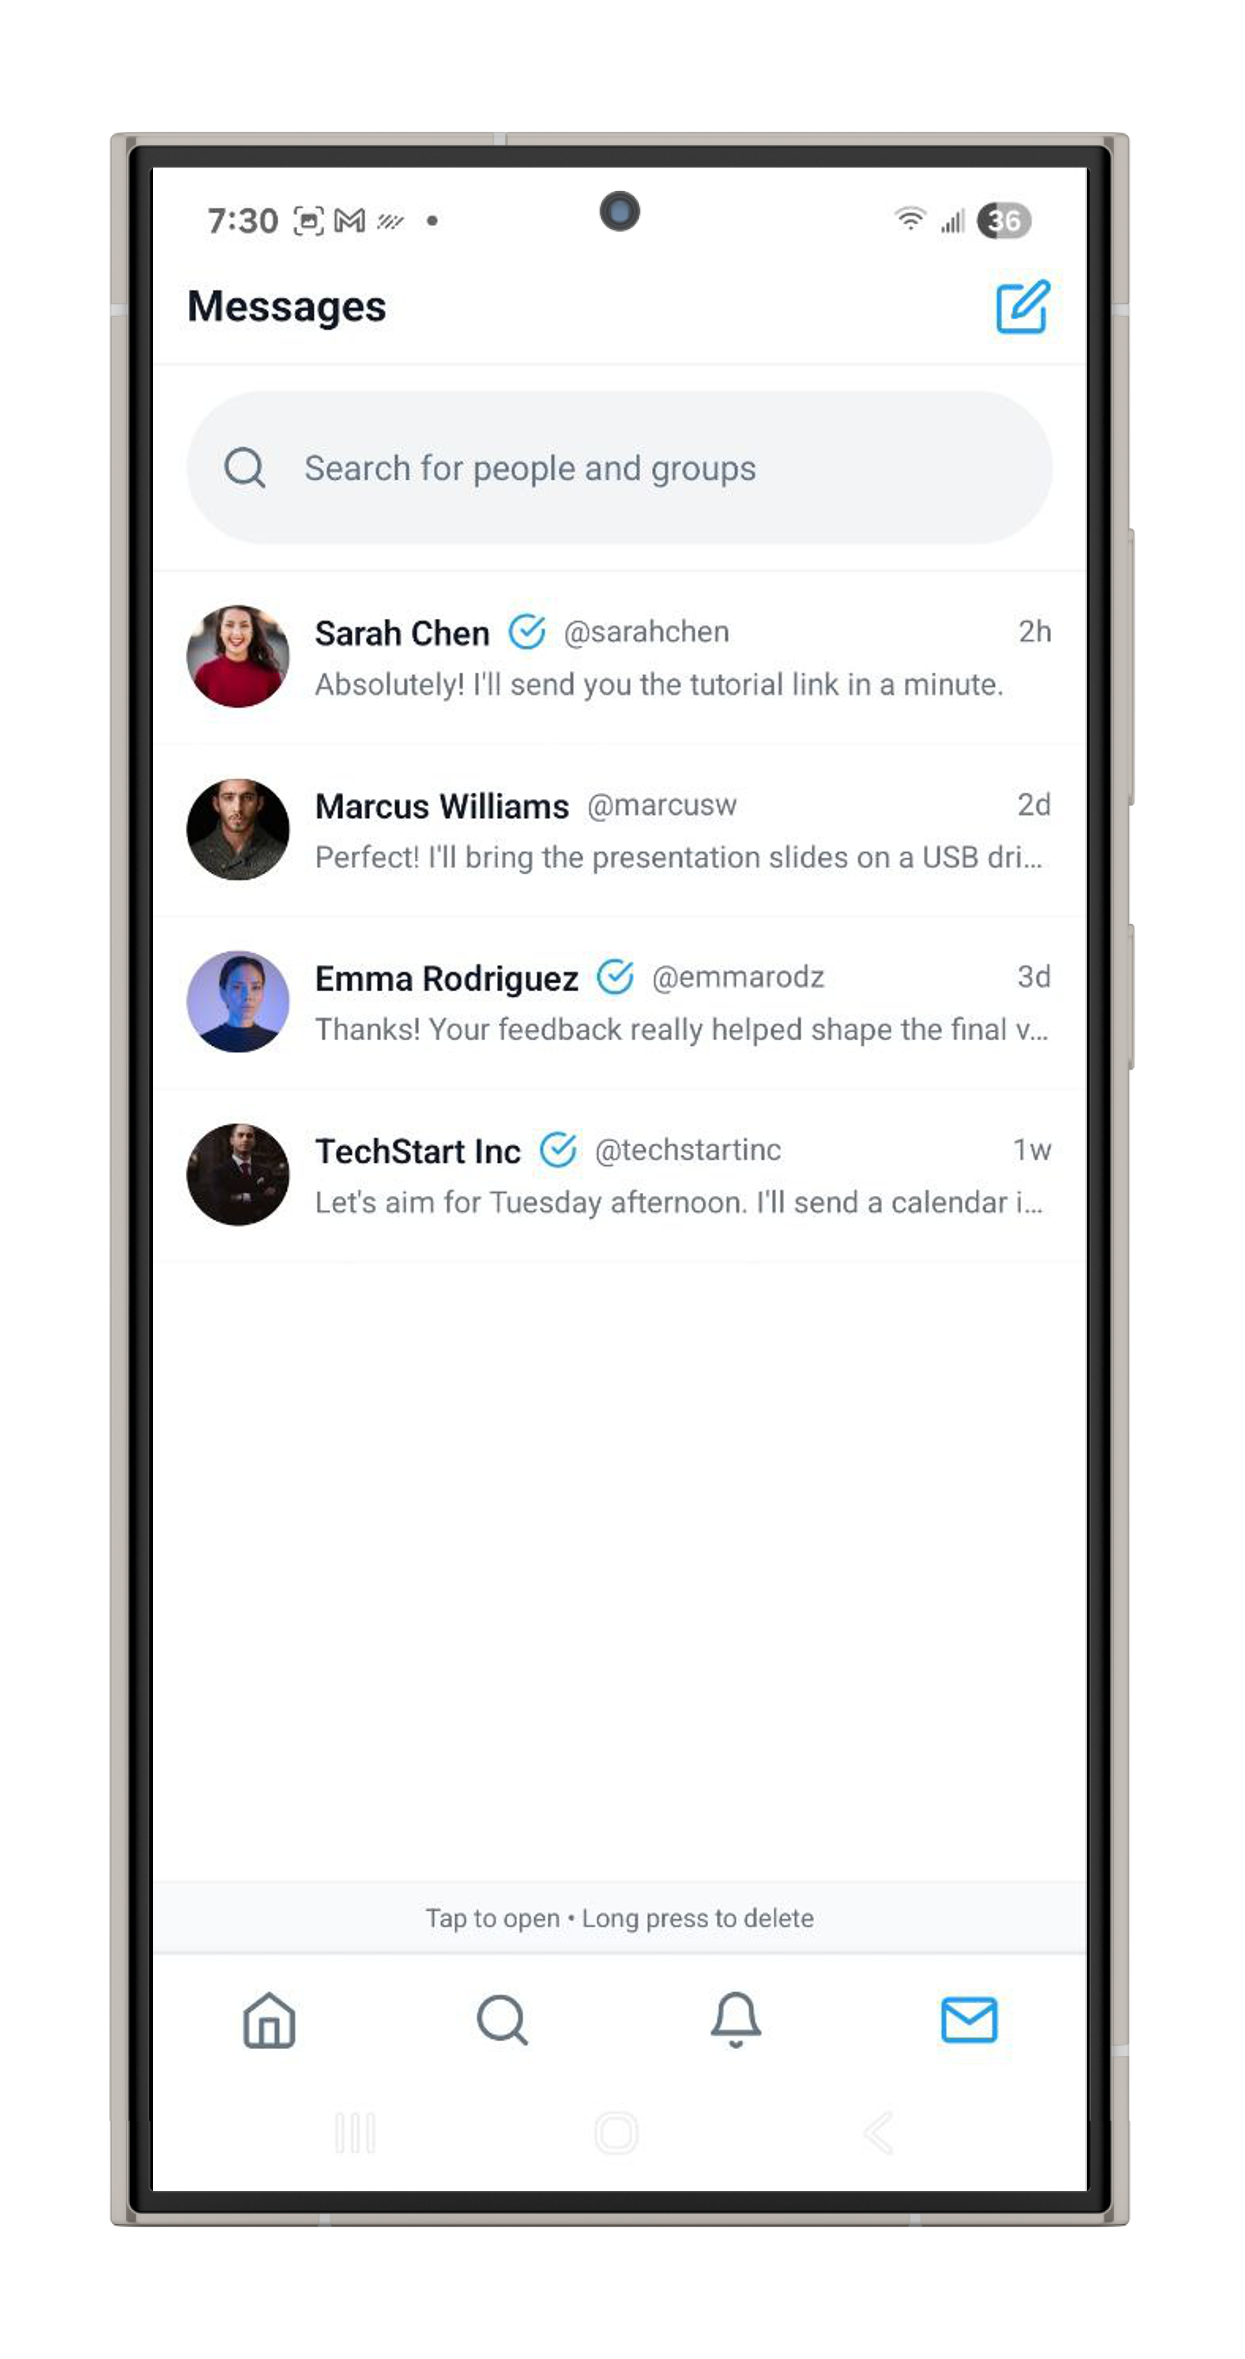 7:30
36
Messages
Search for people and groups
Sarah Chen @sarahchen 2h
Absolutely! I'll send you the tutorial link in a minute.
Marcus Williams @marcusw 2d
Perfect! I'll bring the presentation slides on a USB dri...
Emma Rodriguez @emmarodz 3d
Thanks! Your feedback really helped shape the final v...
TechStart Inc @techstartinc 1w
Let's aim for Tuesday afternoon. I'll send a calendar i...
Tap to open • Long press to delete